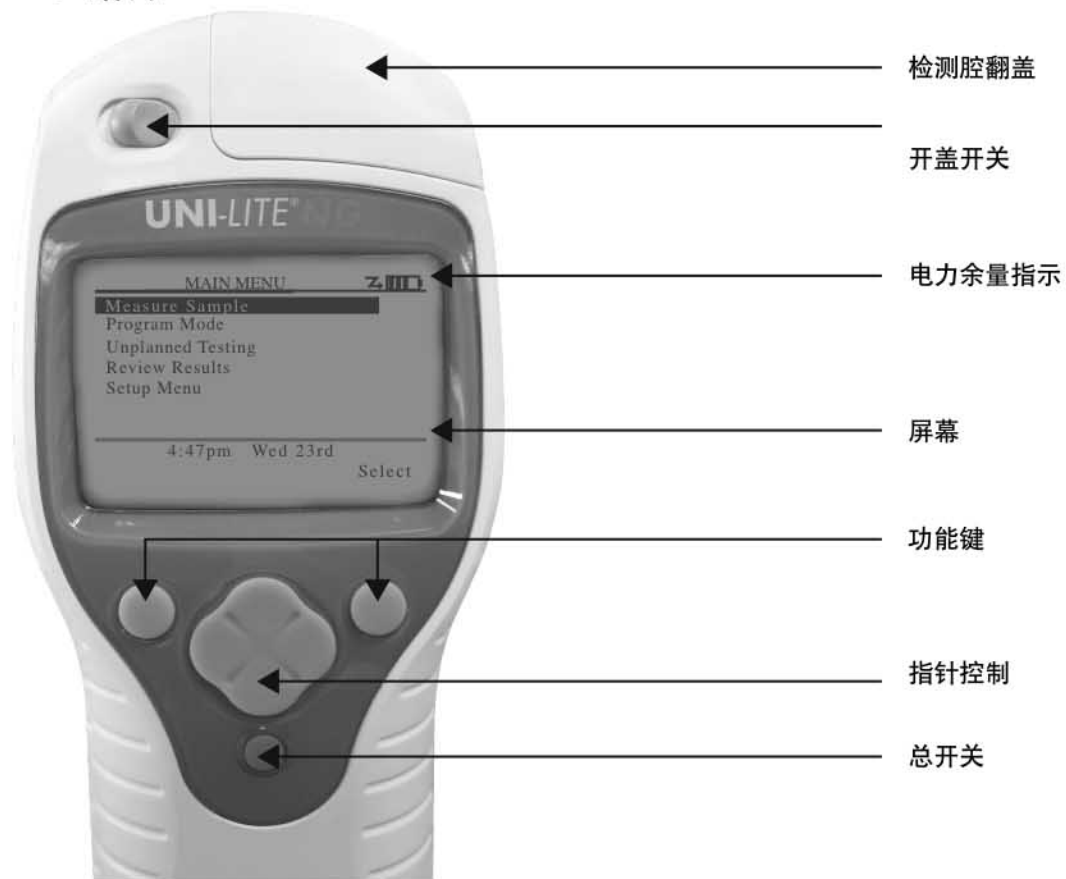 检测腔翻盖
开盖开关
UNI-LITE® NG
MAIN MENU
电力余量指示
Measure Sample
Program Mode
Unplanned Testing
Review Results
Setup Menu
屏幕
4:47pm Wed 23rd
Select
功能键
指针控制
总开关